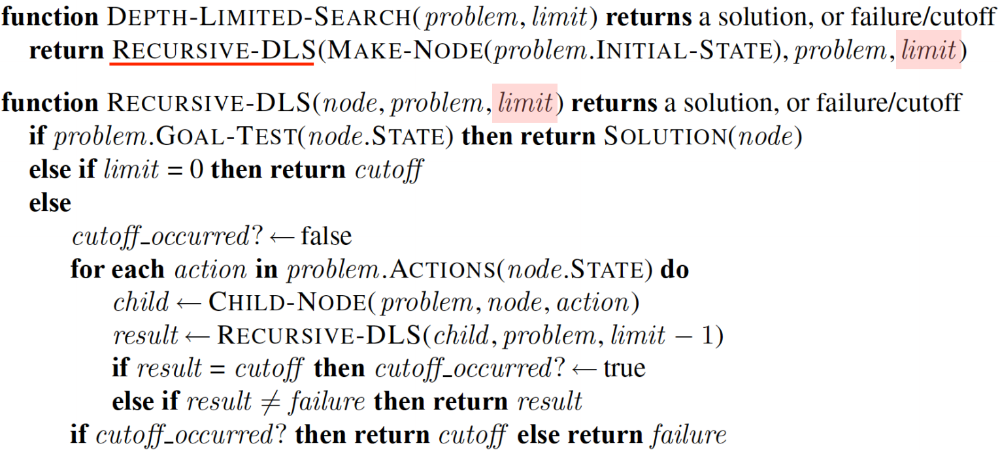 function DEPTH-LIMITED-SEARCH(problem, limit) returns a solution, or failure/cutoff
return RECURSIVE-DLS(MAKE-NODE(problem.INITIAL-STATE), problem, limit)
function RECURSIVE-DLS(node, problem, limit) returns a solution, or failure/cutoff
if problem.GOAL-TEST(node.STATE) then return SOLUTION(node)
else if limit = 0 then return cutoff
else
cutoff_occurred? ← false
for each action in problem.ACTIONS(node.STATE) do
child ← CHILD-NODE(problem, node, action)
result ← RECURSIVE-DLS(child, problem, limit − 1)
if result = cutoff then cutoff_occurred? ← true
else if result ≠ failure then return result
if cutoff_occurred? then return cutoff else return failure